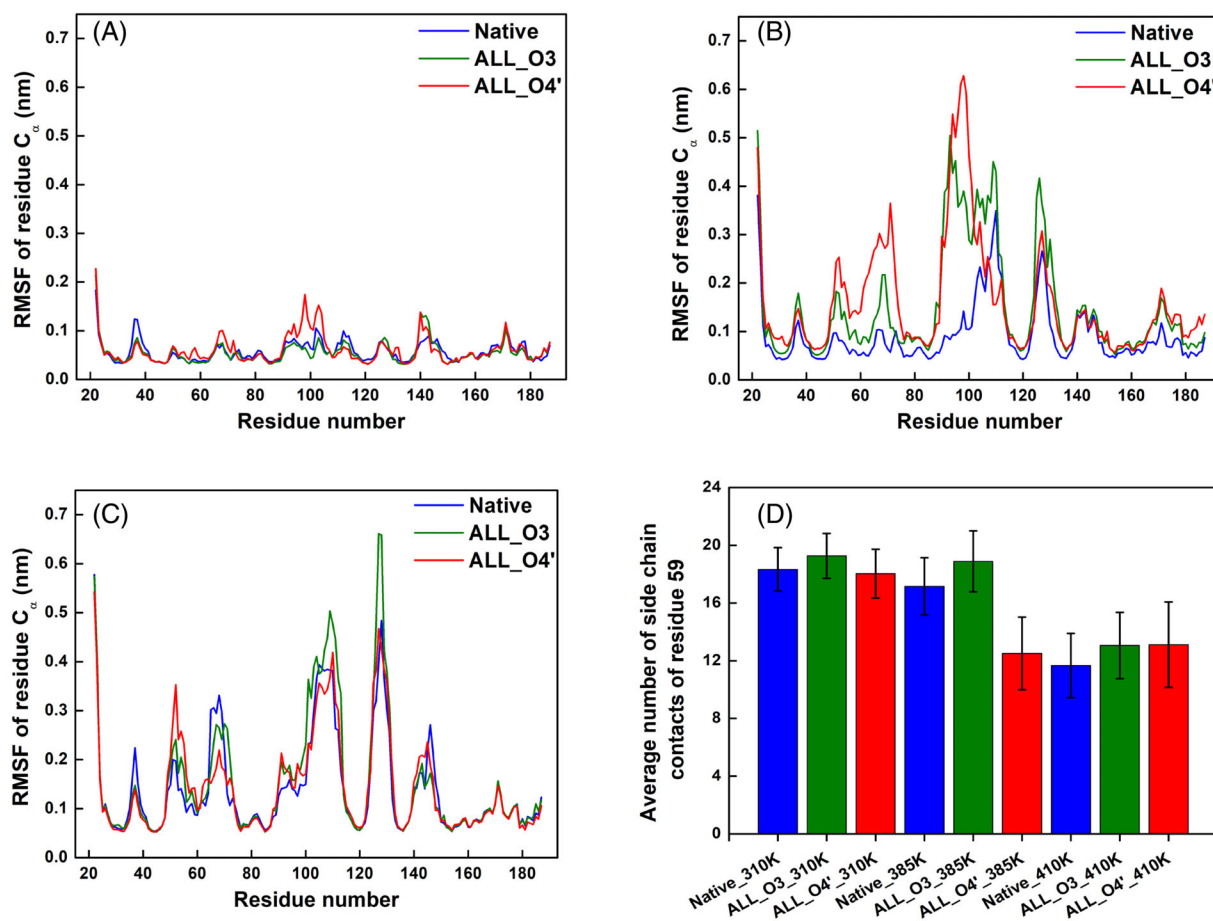 (A)
Native
ALL_O3
ALL_O4'
0.7
0.6
0.5
0.4
0.3
0.2
0.1
0.0
RMSF of residue Cα (nm)
20 40 60 80 100 120 140 160 180
Residue number
(B)
Native
ALL_O3
ALL_O4'
0.7
0.6
0.5
0.4
0.3
0.2
0.1
0.0
RMSF of residue Cα (nm)
20 40 60 80 100 120 140 160 180
Residue number
(C)
Native
ALL_O3
ALL_O4'
0.7
0.6
0.5
0.4
0.3
0.2
0.1
0.0
RMSF of residue Cα (nm)
20 40 60 80 100 120 140 160 180
Residue number
(D)
24
20
16
12
8
4
0
Average number of side chain
contacts of residue 59
Native_310K
ALL_O3_310K
ALL_O4'_310K
Native_385K
ALL_O3_385K
ALL_O4'_385K
Native_410K
ALL_O3_410K
ALL_O4'_410K